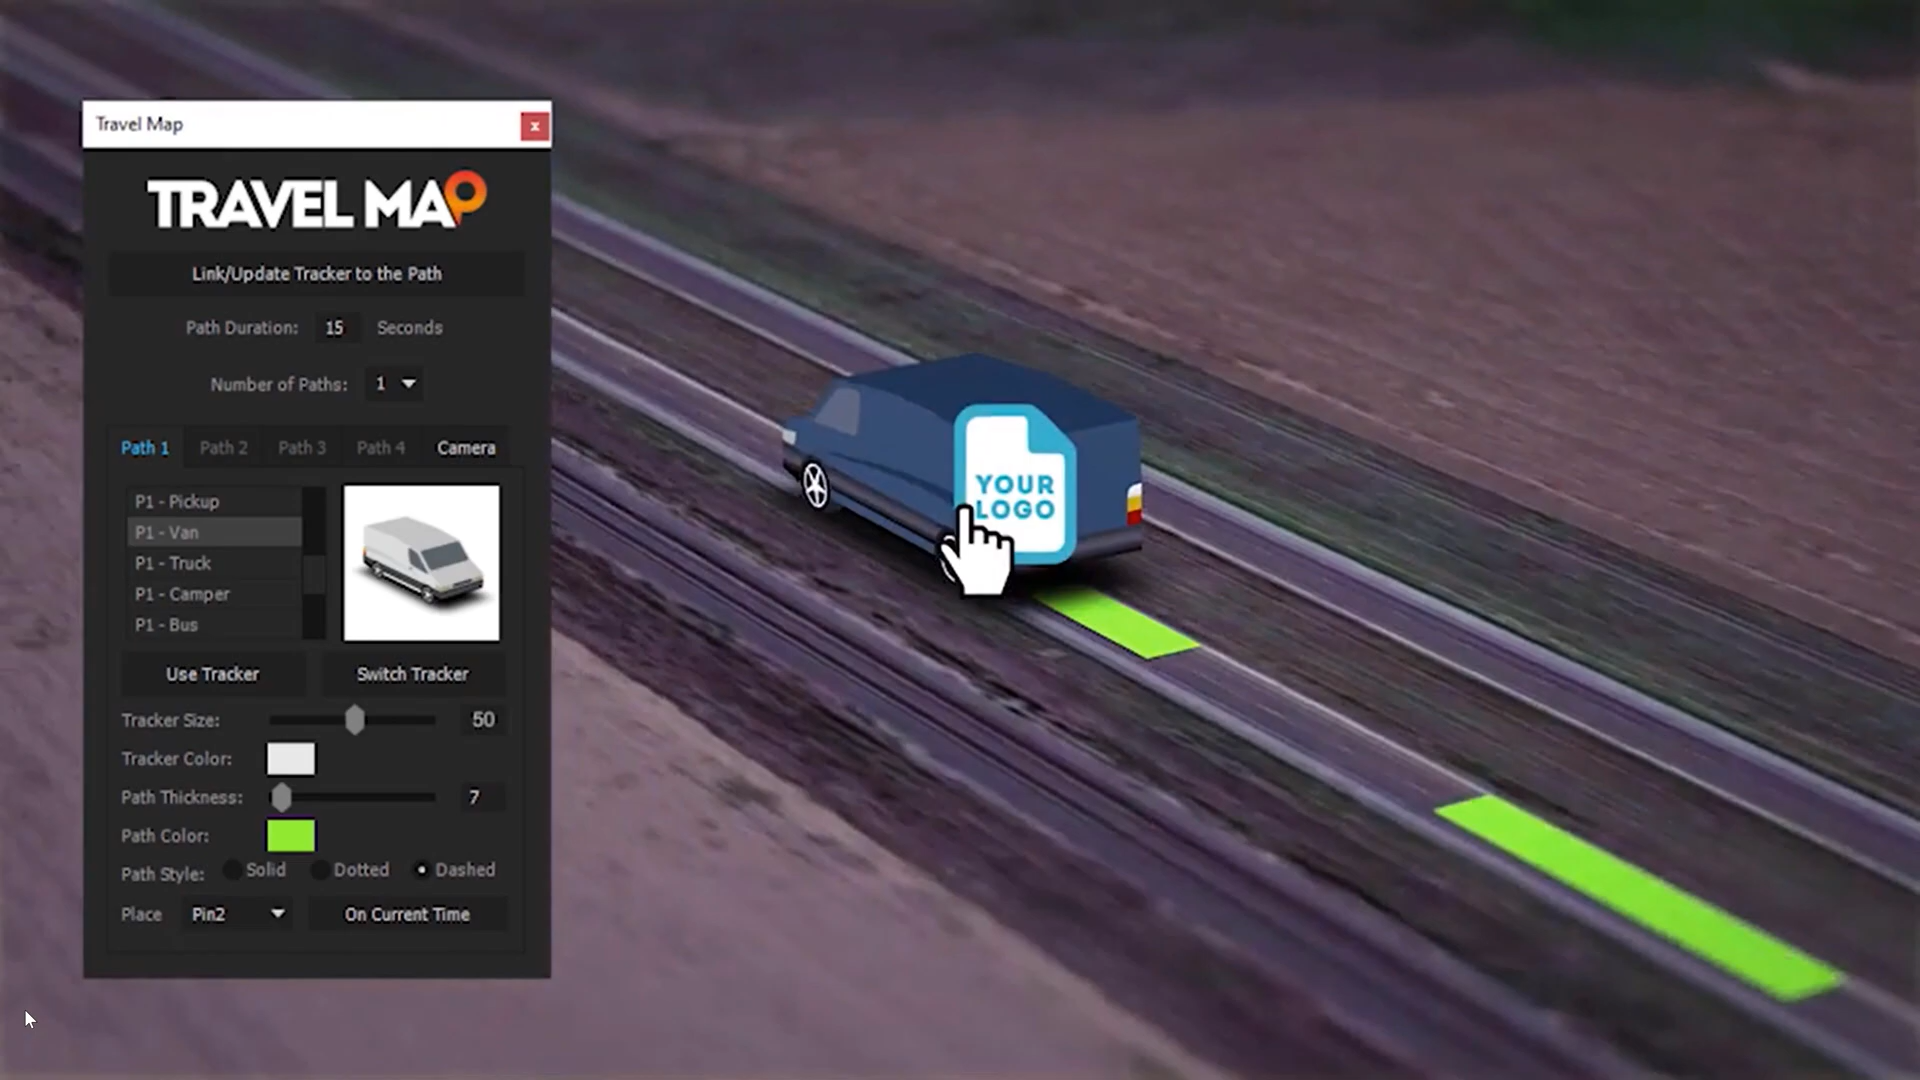 Travel Map
x
TRAVEL MAP
Link/Update Tracker to the Path
Path Duration: 15 Seconds
Number of Paths: 1
Path 1 Path 2 Path 3 Path 4 Camera
P1 - Pickup
P1 - Van
P1 - Truck
P1 - Camper
P1 - Bus
Use Tracker Switch Tracker
Tracker Size: 50
Tracker Color:
Path Thickness: 7
Path Color:
Path Style: Solid Dotted Dashed
Place Pin2 On Current Time
YOUR
LOGO